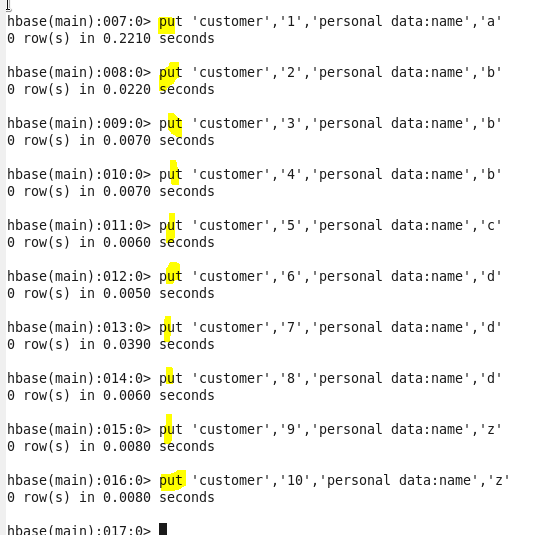 hbase(main):007:0> put 'customer','1','personal data:name','a'
0 row(s) in 0.2210 seconds
hbase(main):008:0> put 'customer','2','personal data:name','b'
0 row(s) in 0.0220 seconds
hbase(main):009:0> put 'customer','3','personal data:name','b'
0 row(s) in 0.0070 seconds
hbase(main):010:0> put 'customer','4','personal data:name','b'
0 row(s) in 0.0070 seconds
hbase(main):011:0> put 'customer','5','personal data:name','c'
0 row(s) in 0.0060 seconds
hbase(main):012:0> put 'customer','6','personal data:name','d'
0 row(s) in 0.0050 seconds
hbase(main):013:0> put 'customer','7','personal data:name','d'
0 row(s) in 0.0390 seconds
hbase(main):014:0> put 'customer','8','personal data:name','d'
0 row(s) in 0.0060 seconds
hbase(main):015:0> put 'customer','9','personal data:name','z'
0 row(s) in 0.0080 seconds
hbase(main):016:0> put 'customer','10','personal data:name','z'
0 row(s) in 0.0080 seconds
hbase(main):017:0>